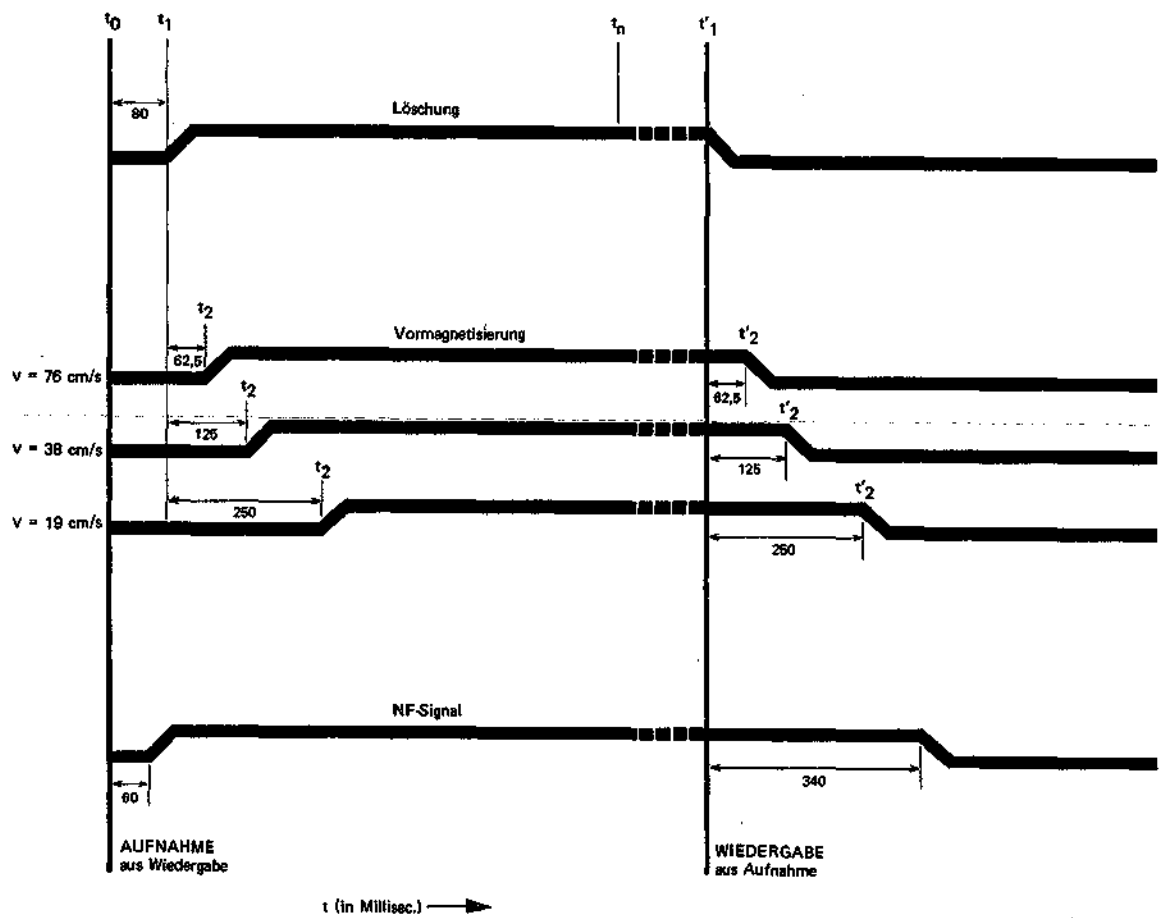 t0 t1 tn t'1
80
Löschung
t2
Vormagnetisierung
t'2
62,5
v = 76 cm/s
62,5
t2
t'2
125
v = 38 cm/s
125
t2
t'2
250
v = 19 cm/s
250
NF-Signal
60
340
AUFNAHME
aus Wiedergabe
WIEDERGABE
aus Aufnahme
t (in Millisec.)